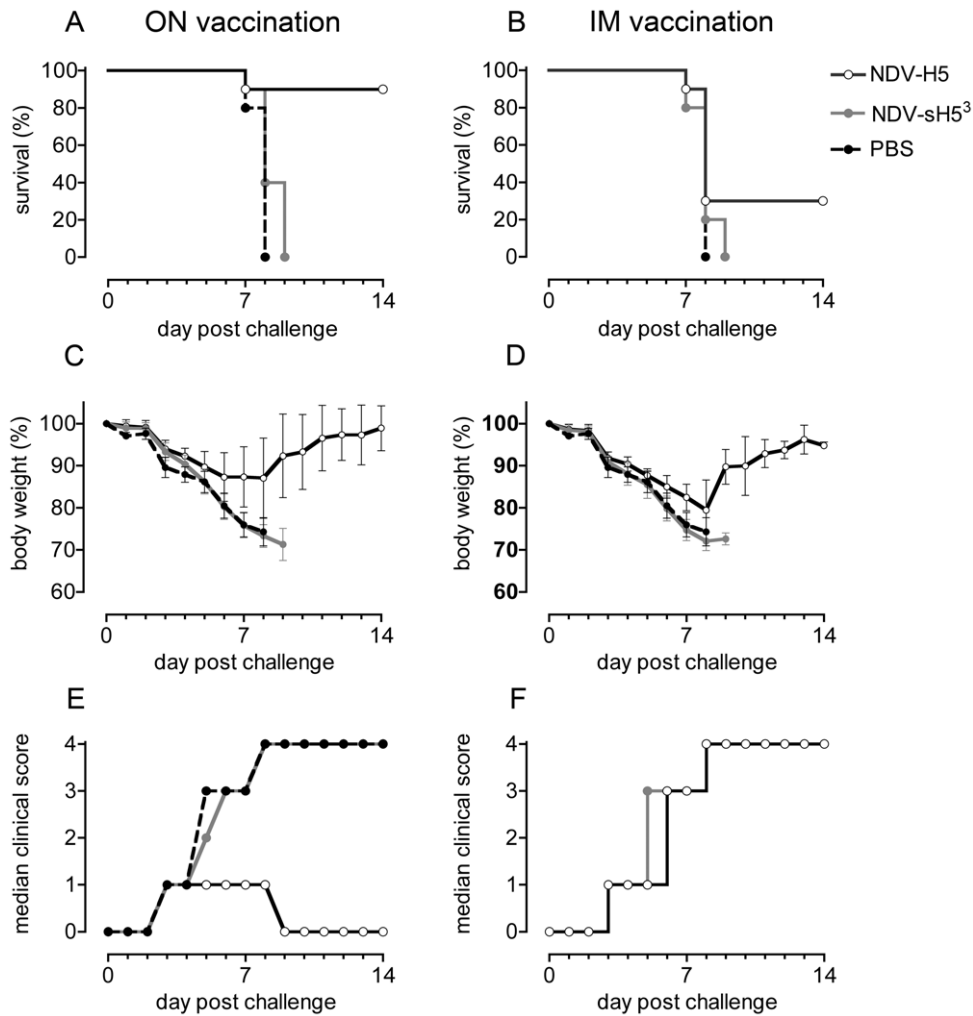 A ON vaccination
B IM vaccination
100
80
60
40
20
0
survival (%)
0 7 14
day post challenge
100
80
60
40
20
0
survival (%)
0 7 14
day post challenge
NDV-H5
NDV-sH5³
PBS
C
100
90
80
70
60
body weight (%)
0 7 14
day post challenge
D
100
90
80
70
60
body weight (%)
0 7 14
day post challenge
E
4
3
2
1
0
median clinical score
0 7 14
day post challenge
F
4
3
2
1
0
median clinical score
0 7 14
day post challenge